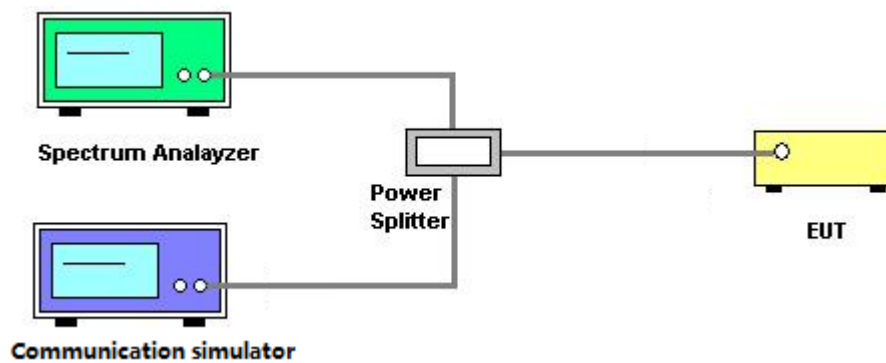 Spectrum Analayzer
Power
Splitter
EUT
Communication simulator